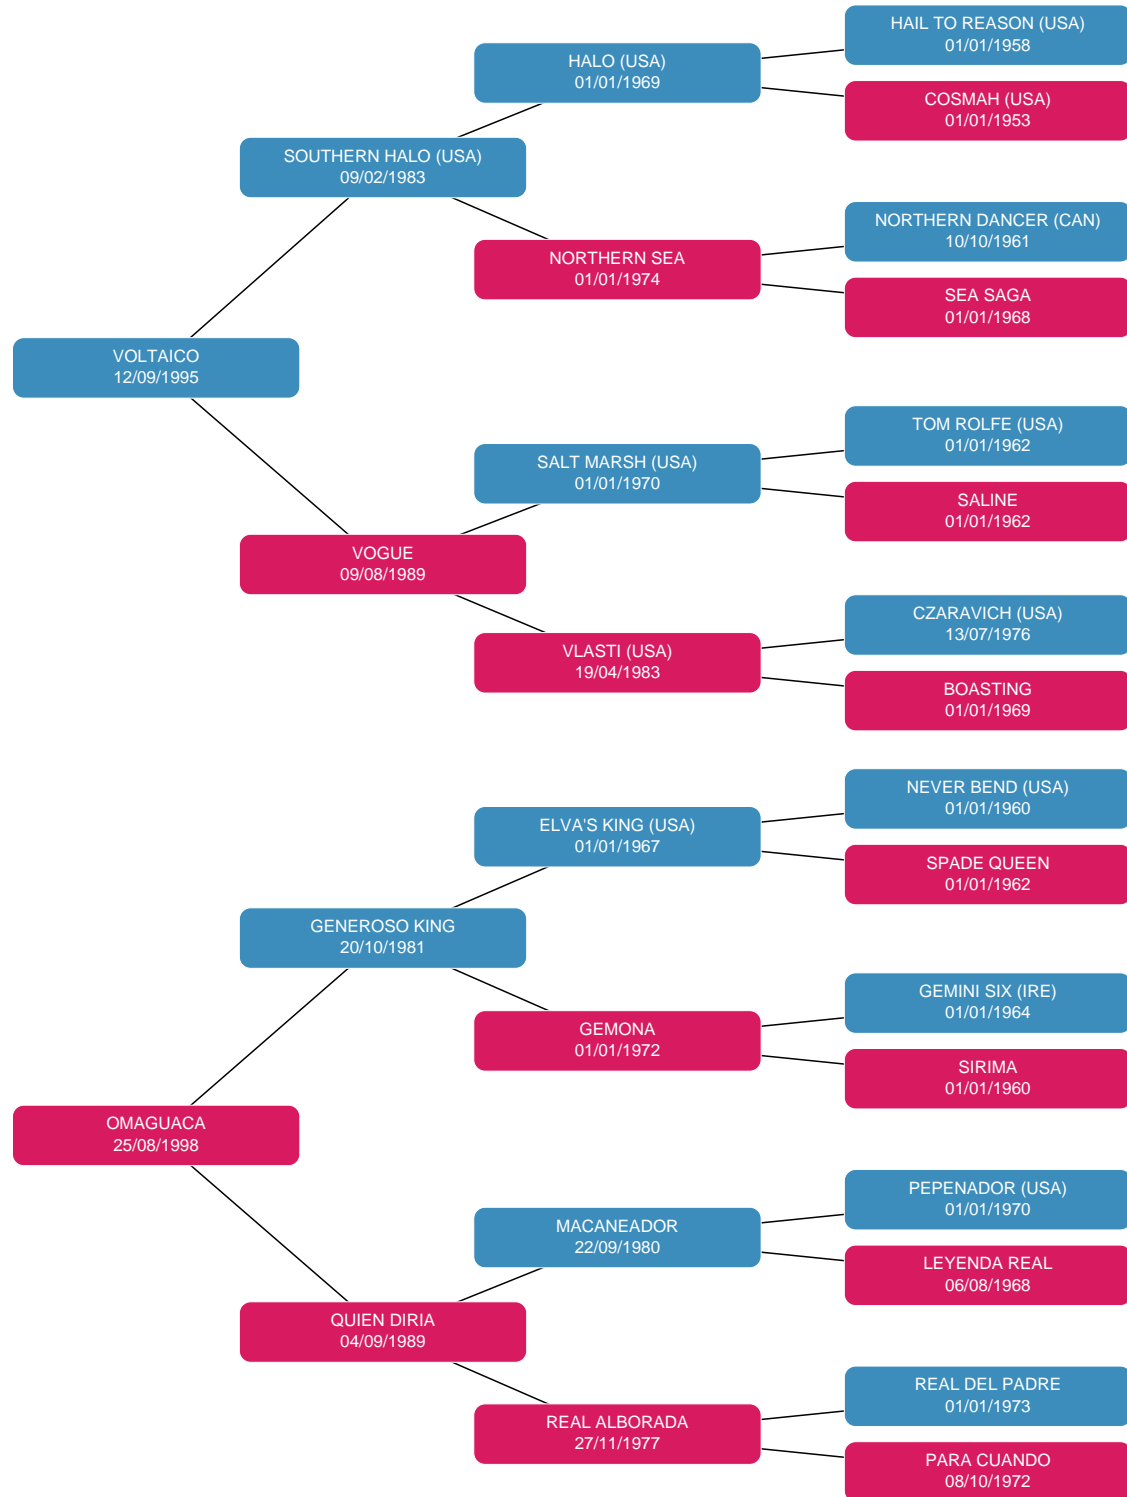 HAIL TO REASON (USA)
01/01/1958
HALO (USA)
01/01/1969
COSMAH (USA)
01/01/1953
SOUTHERN HALO (USA)
09/02/1983
NORTHERN DANCER (CAN)
10/10/1961
NORTHERN SEA
01/01/1974
SEA SAGA
01/01/1968
VOLTAICO
12/09/1995
TOM ROLFE (USA)
01/01/1962
SALT MARSH (USA)
01/01/1970
SALINE
01/01/1962
VOGUE
09/08/1989
CZARAVICH (USA)
13/07/1976
VLASTI (USA)
19/04/1983
BOASTING
01/01/1969
NEVER BEND (USA)
01/01/1960
ELVA'S KING (USA)
01/01/1967
SPADE QUEEN
01/01/1962
GENEROSO KING
20/10/1981
GEMINI SIX (IRE)
01/01/1964
GEMONA
01/01/1972
SIRIMA
01/01/1960
OMAGUACA
25/08/1998
PEPENADOR (USA)
01/01/1970
MACANEADOR
22/09/1980
LEYENDA REAL
06/08/1968
QUIEN DIRIA
04/09/1989
REAL DEL PADRE
01/01/1973
REAL ALBORADA
27/11/1977
PARA CUANDO
08/10/1972